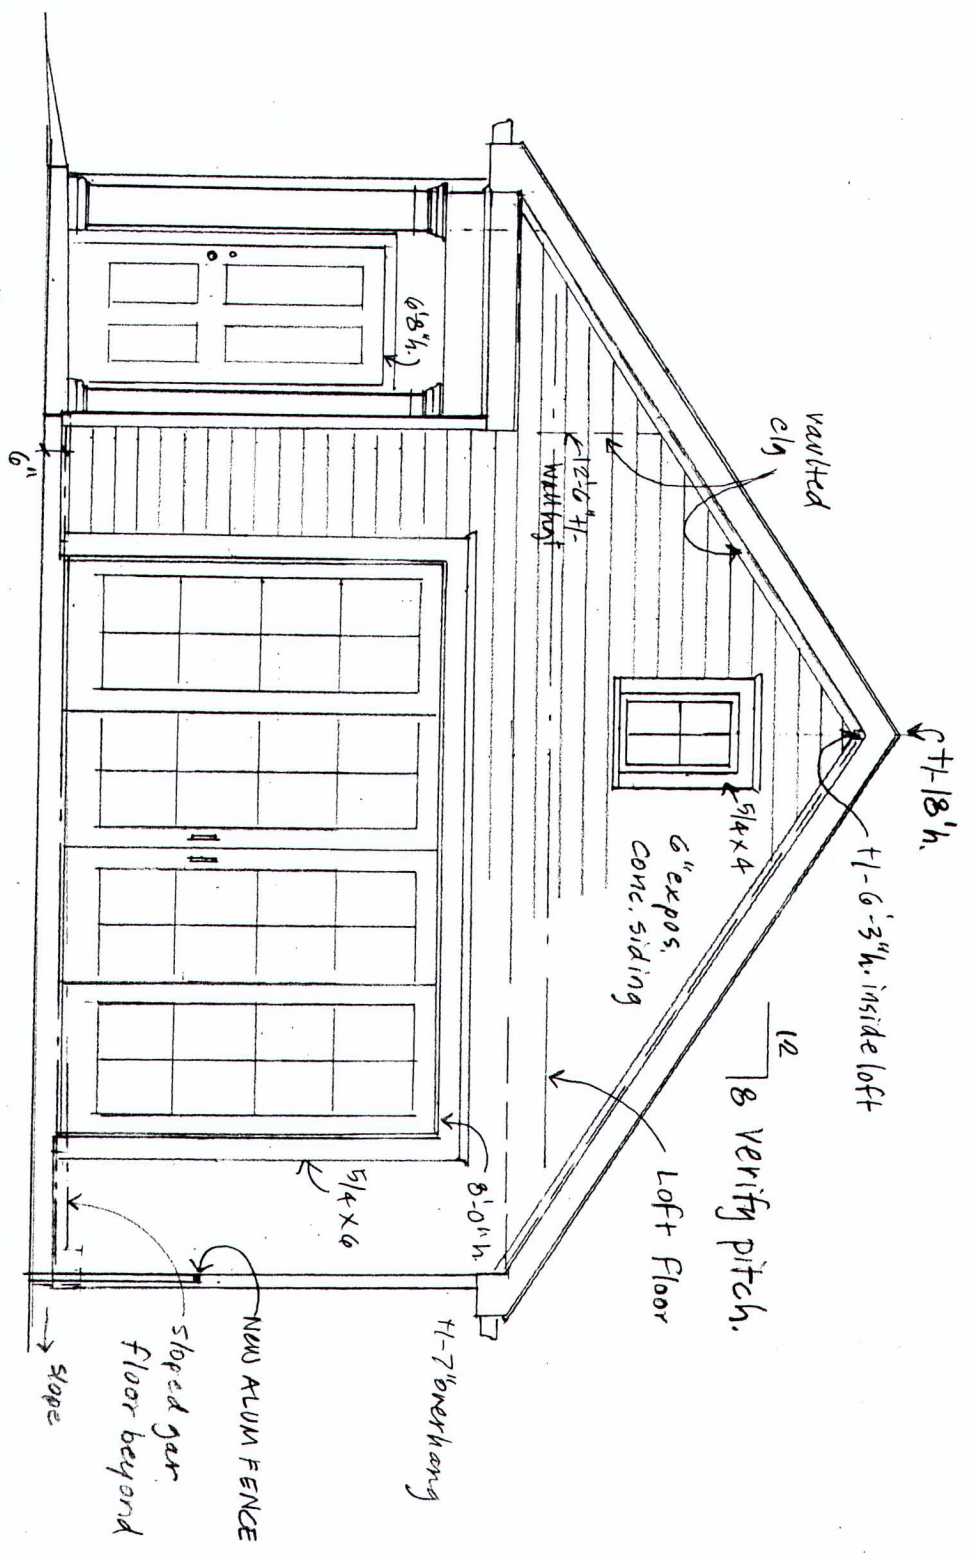 +/-18'h.
vaulted
clg
+/-6'-3"h. inside loft
12
8 verify pitch.
5/4x4
6" expos.
conc. siding
12'-6" +/-
wall hgt
Loft floor
6'8"h.
8'-0"h.
+/-7" overhang
5/4x6
NEW ALUM FENCE
sloped gar.
floor beyond
6"
slope